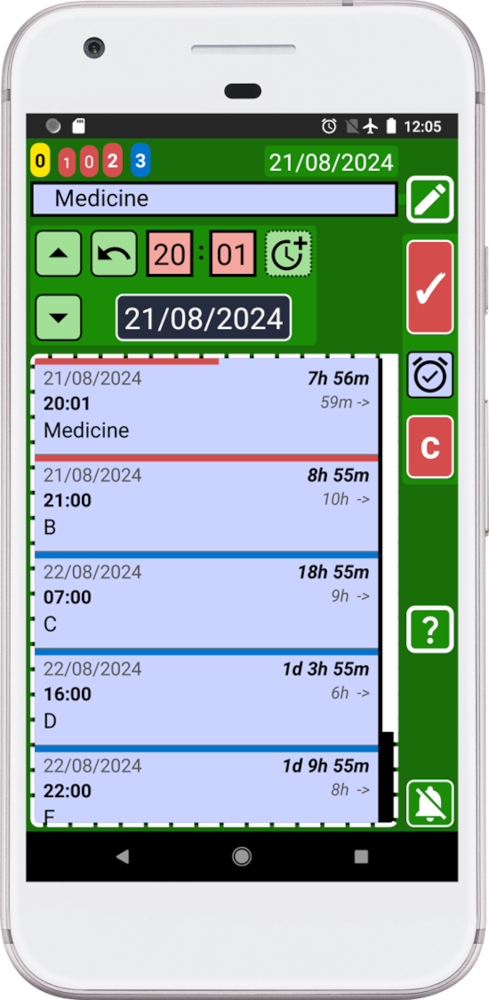 12:05
0 1 0 2 3 21/08/2024
Medicine
20 : 01
21/08/2024
21/08/2024 7h 56m
20:01 59m ->
Medicine
21/08/2024 8h 55m
21:00 10h ->
B
22/08/2024 18h 55m
07:00 9h ->
C
22/08/2024 1d 3h 55m
16:00 6h ->
D
22/08/2024 1d 9h 55m
22:00 8h ->
C
?